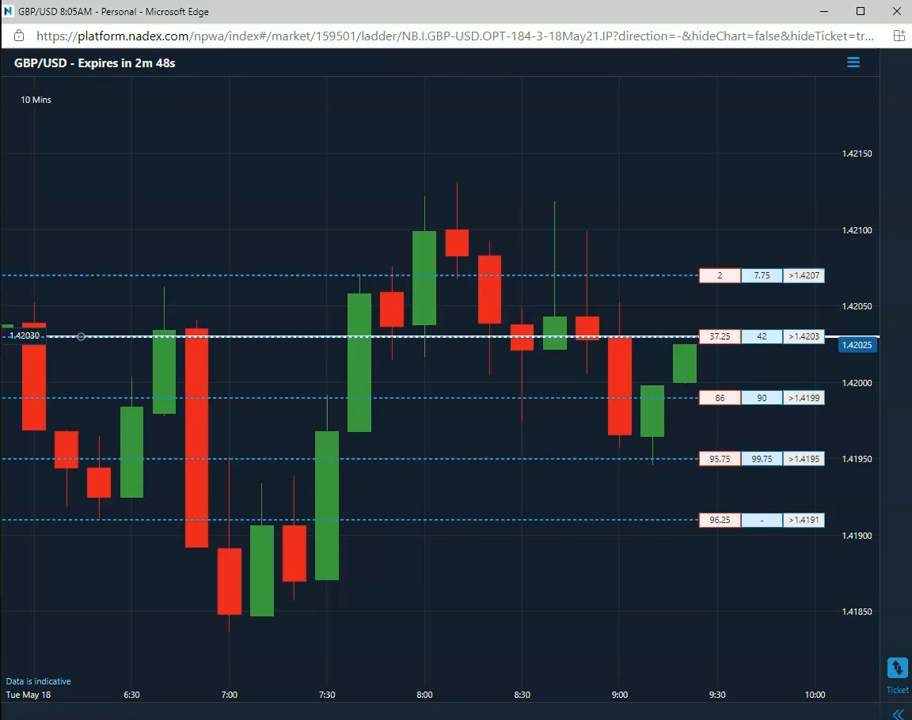 GBP/USD 8:05AM - Personal - Microsoft Edge
https://platform.nadex.com/npwa/index#/market/159501/ladder/NB.I.GBP-USD.OPT-184-3-18May21.IP?direction=-&hideChart=false&hideTicket=tr...
GBP/USD - Expires in 2m 48s
10 Mins
1.42150
1.42100
2 7.75 >1.4207
1.42050
1.42030
37.25 42 >1.4203
1.42025
1.42000
86 90 >1.4199
95.75 99.75 >1.4195
1.41950
96.25 - >1.4191
1.41900
1.41850
Data is indicative
Ticket
Tue May 18 6:30 7:00 7:30 8:00 8:30 9:00 9:30 10:00